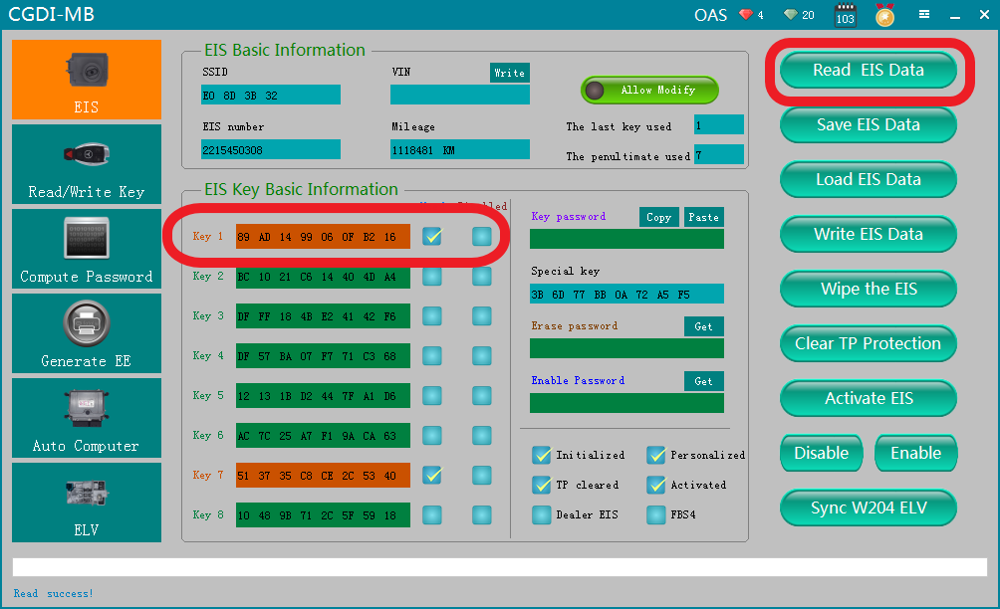 CGDI-MB
OAS 4 20 103
EIS
Read/Write Key
Compute Password
Generate EE
Auto Computer
ELV
EIS Basic Information
SSID
E0 8D 3B 32
VIN
Write
EIS number
2215450308
Mileage
1118481 KM
Allow Modify
The last key used 1
The penultimate used 7
EIS Key Basic Information
Key 1 89 AD 14 99 06 0F B2 16
Key 2 BC 10 21 C6 14 40 4D A4
Key 3 DF FF 18 4B E2 41 42 F6
Key 4 DF 57 BA 07 F7 71 C3 68
Key 5 12 13 1B D2 44 7F A1 D6
Key 6 AC 7C 25 A7 F1 9A CA 63
Key 7 51 37 35 C8 CE 2C 53 40
Key 8 10 48 9B 71 2C 5F 59 18
Key password
Copy
Paste
Special key
3B 6D 77 BB 0A 72 A5 F5
Erase password
Get
Enable Password
Get
Initialized
Personalized
TP cleared
Activated
Dealer EIS
FBS4
Read EIS Data
Save EIS Data
Load EIS Data
Write EIS Data
Wipe the EIS
Clear TP Protection
Activate EIS
Disable
Enable
Sync W204 ELV
Read success!